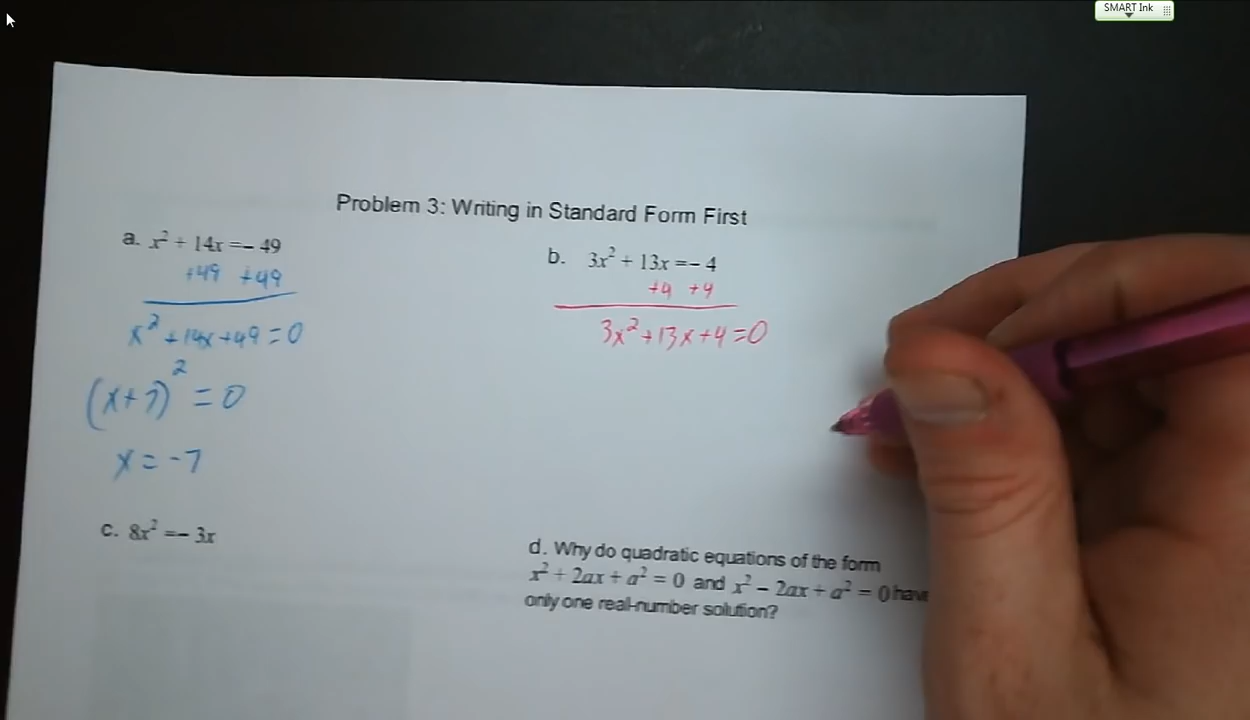 SMART Ink
Problem 3: Writing in Standard Form First
a. x² + 14x = – 49
+49 +49
x² + 14x + 49 = 0
(x + 7)² = 0
x = -7
b. 3x² + 13x = – 4
+4 +4
3x² + 13x + 4 = 0
c. 8x² = – 3x
d. Why do quadratic equations of the form
x² + 2ax + a² = 0 and x² – 2ax + a² = 0 have
only one real-number solution?